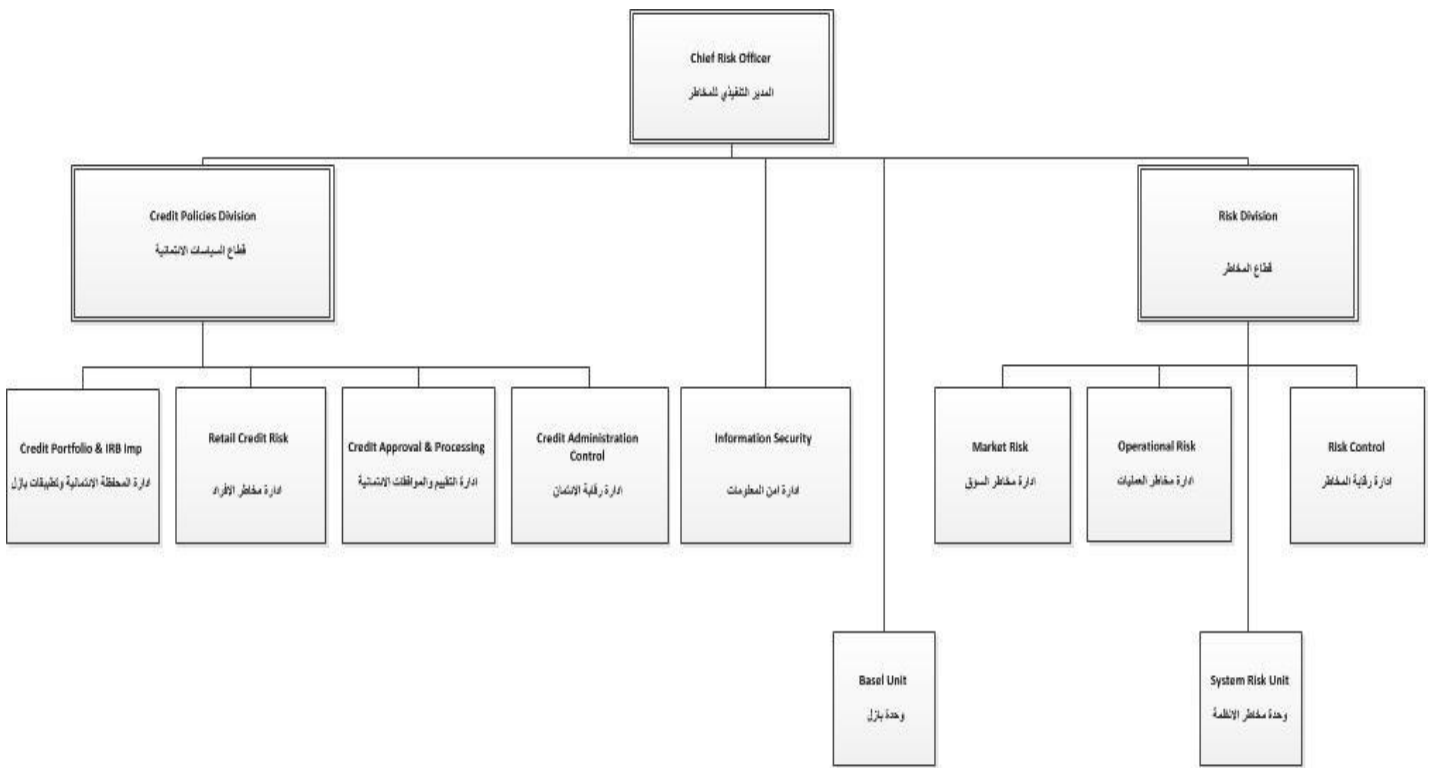 Chief Risk Officer
المدير التنفيذي للمخاطر
Credit Policies Division
قطاع السياسات الائتمانية
Risk Division
قطاع المخاطر
Credit Portfolio & IRB Imp
ادارة المحفظة الائتمانية وتطبيقات بازل
Retail Credit Risk
ادارة مخاطر الافراد
Credit Approval & Processing
ادارة التقييم والموافقات الائتمانية
Credit Administration
Control
ادارة رقابة الائتمان
Information Security
ادارة امن المعلومات
Market Risk
ادارة مخاطر السوق
Operational Risk
ادارة مخاطر العمليات
Risk Control
ادارة رقابة المخاطر
Basel Unit
وحدة بازل
System Risk Unit
وحدة مخاطر الانظمة